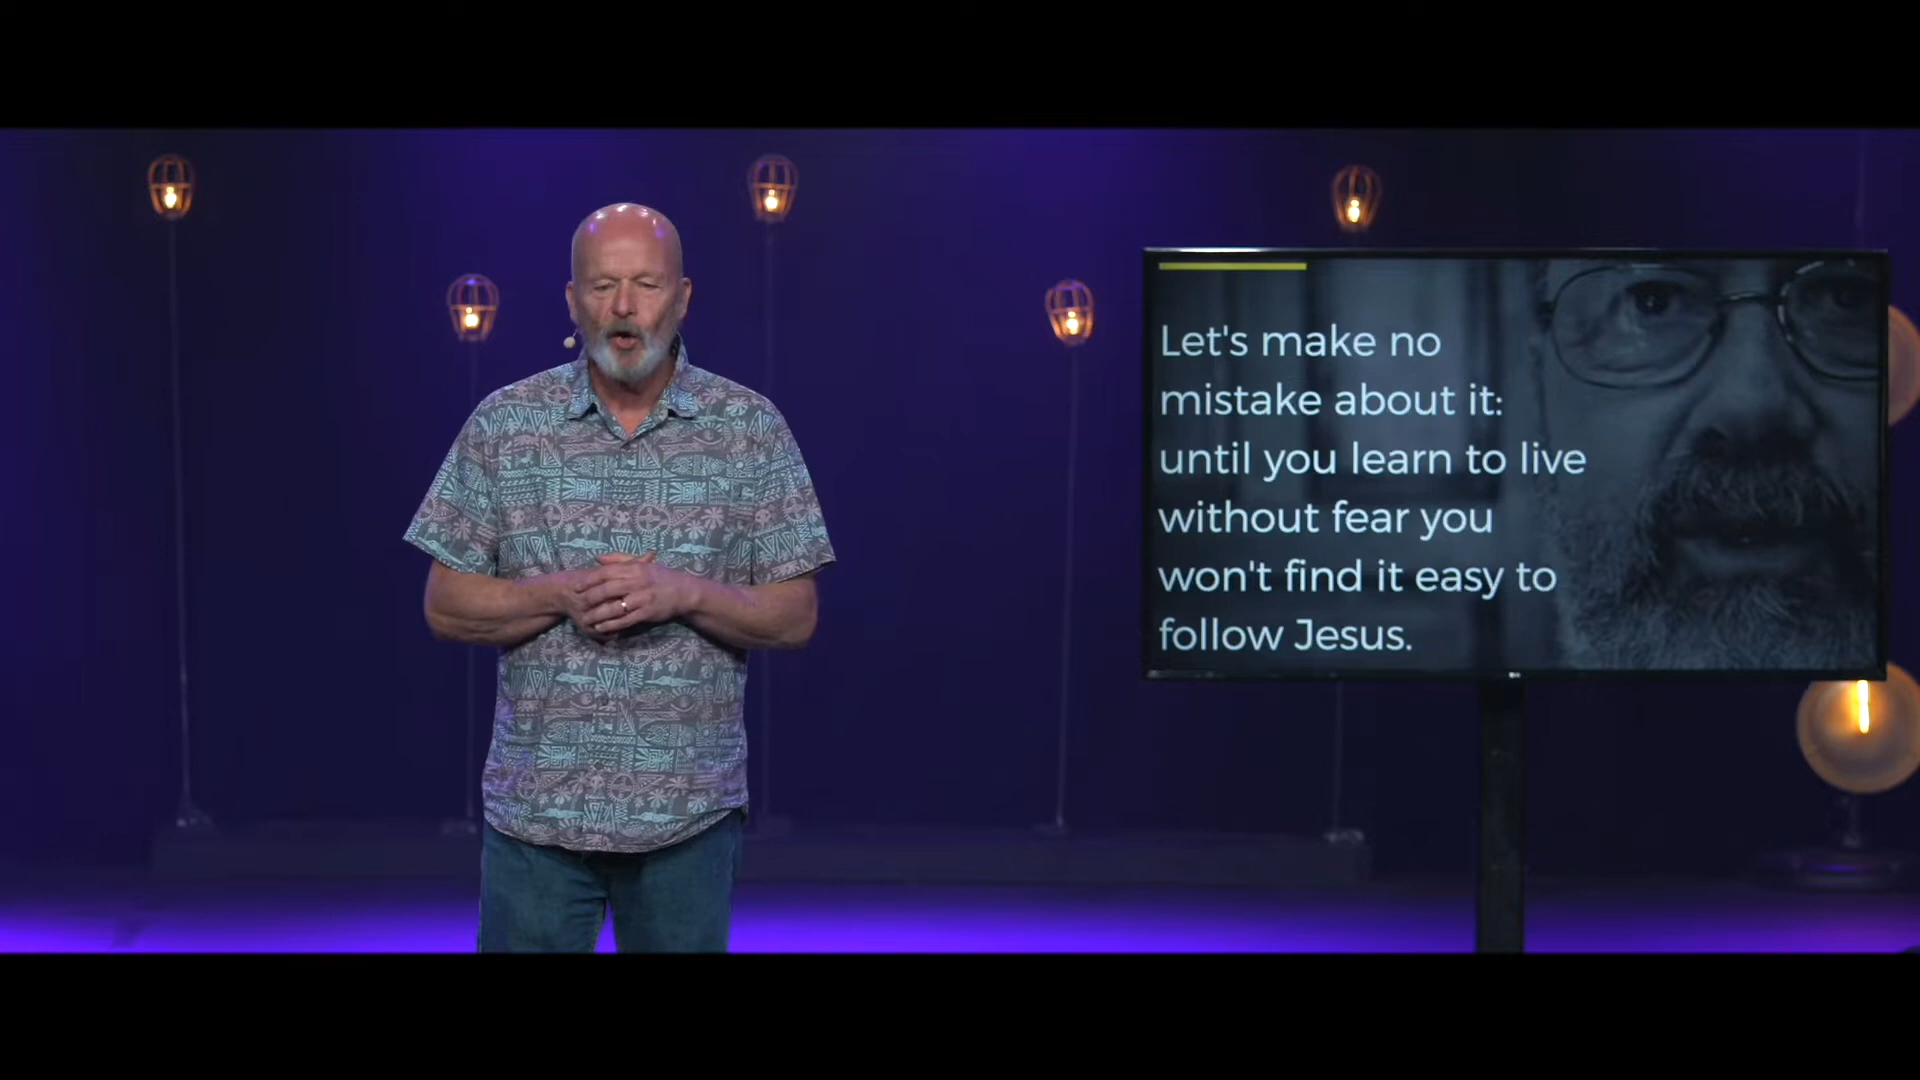 Let's make no
mistake about it:
until you learn to live
without fear you
won't find it easy to
follow Jesus.